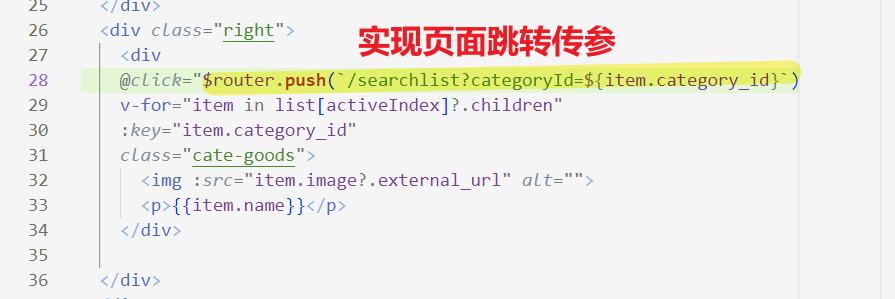 25 </div>
实现页面跳转传参
26 <div class="right">
27 <div
28 @click="$router.push(`/searchlist?categoryId=${item.category_id}`)
29 v-for="item in list[activeIndex]?.children"
30 :key="item.category_id"
31 class="cate-goods">
32 <img :src="item.image?.external_url" alt="">
33 <p>{{item.name}}</p>
34 </div>
35
36 </div>